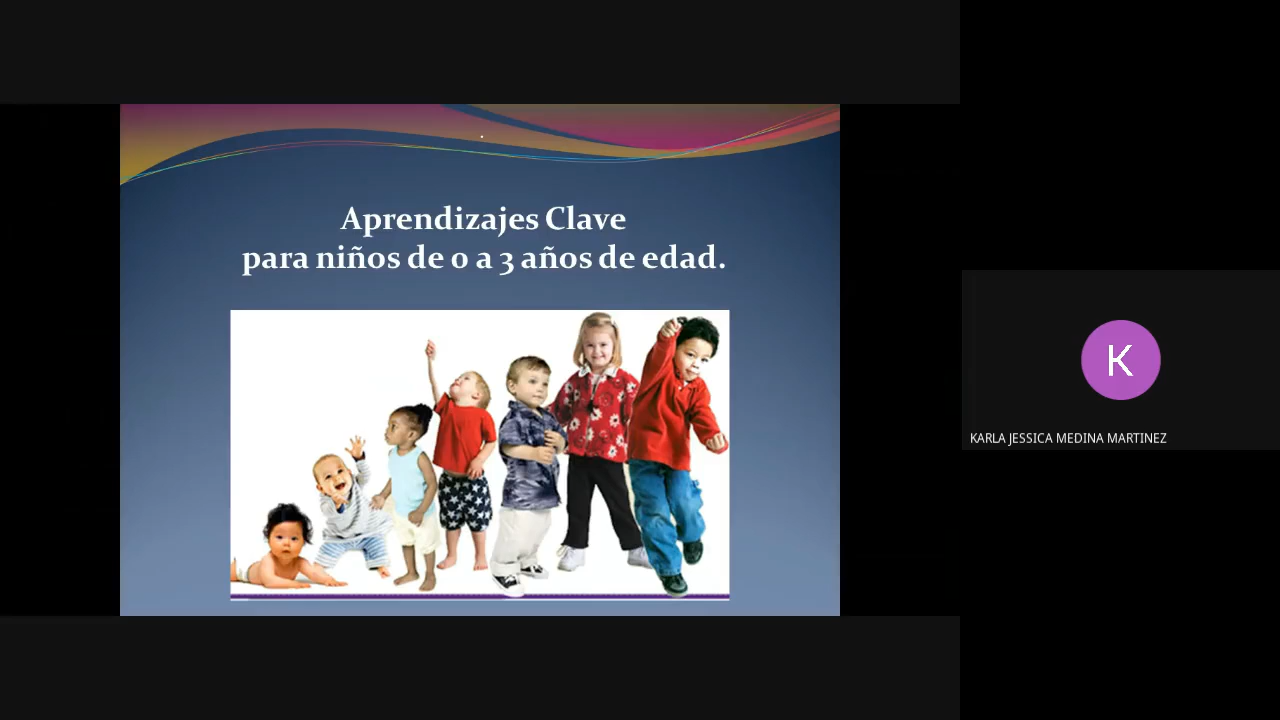 Aprendizajes Clave
para niños de 0 a 3 años de edad.
K
KARLA JESSICA MEDINA MARTINEZ